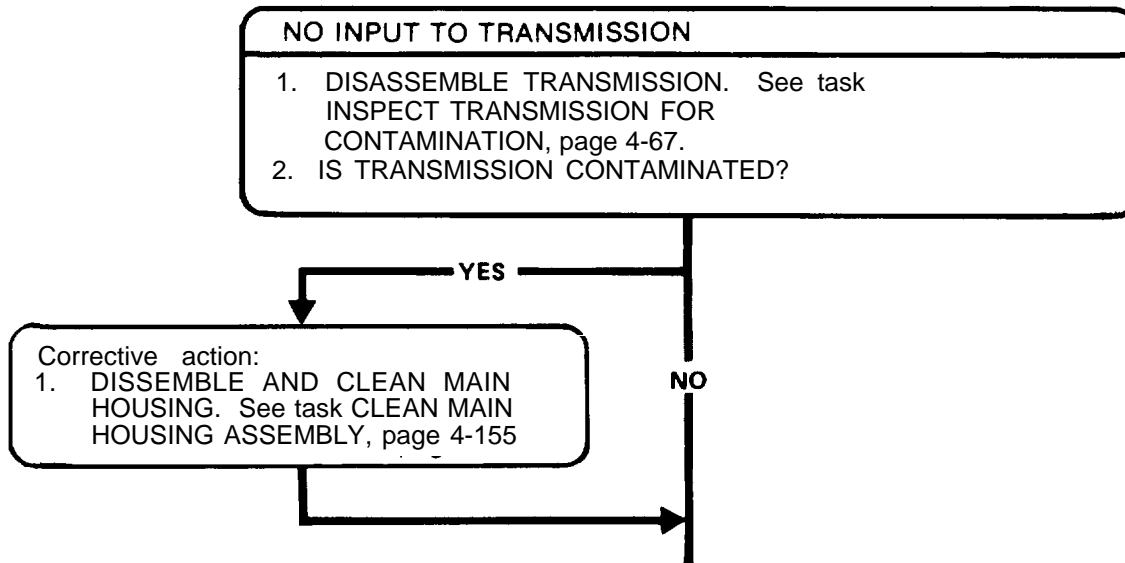 NO INPUT TO TRANSMISSION
1. DISASSEMBLE TRANSMISSION. See task
INSPECT TRANSMISSION FOR
CONTAMINATION, page 4-67.
2. IS TRANSMISSION CONTAMINATED?
YES
Corrective action:
1. DISSEMBLE AND CLEAN MAIN
HOUSING. See task CLEAN MAIN
HOUSING ASSEMBLY, page 4-155
NO